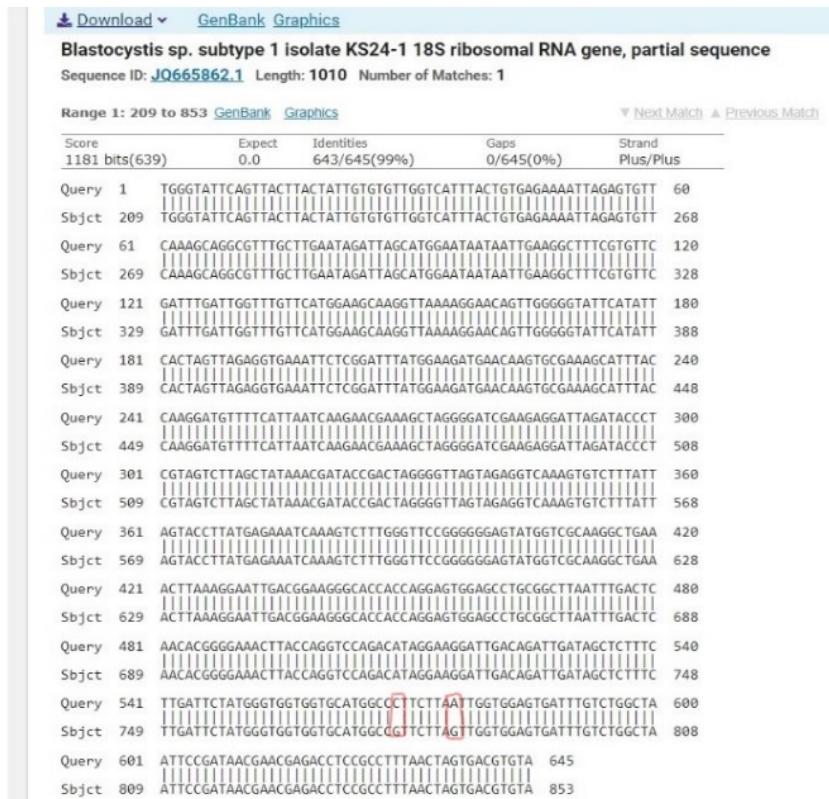 Download GenBank Graphics
Blastocystis sp. subtype 1 isolate KS24-1 18S ribosomal RNA gene, partial sequence
Sequence ID: JQ665862.1 Length: 1010 Number of Matches: 1
Range 1: 209 to 853 GenBank Graphics Next Match Previous Match
Score Expect Identities Gaps Strand
1181 bits(639) 0.0 643/645(99%) 0/645(0%) Plus/Plus
Query 1 TGGGTATTCAGTTACTTACTATTGTGTGTTGGTCATTTACTGTGAGAAAATTAGAGTGTT 60
Sbjct 209 TGGGTATTCAGTTACTTACTATTGTGTGTTGGTCATTTACTGTGAGAAAATTAGAGTGTT 268
Query 61 CAAAGCAGGCGTTTGCTTGAATAGATTAGCATGGAATAATAATTGAAGGCTTTCGTGTTC 120
Sbjct 269 CAAAGCAGGCGTTTGCTTGAATAGATTAGCATGGAATAATAATTGAAGGCTTTCGTGTTC 328
Query 121 GATTTGATTGGTTTGTTCATGGAAGCAAGGTTAAAAGGAACAGTTGGGGGTATTCATATT 180
Sbjct 329 GATTTGATTGGTTTGTTCATGGAAGCAAGGTTAAAAGGAACAGTTGGGGGTATTCATATT 388
Query 181 CACTAGTTAGAGGTGAAATTCTCGGATTTATGGAAGATGAACAAGTGCGAAAGCATTTAC 240
Sbjct 389 CACTAGTTAGAGGTGAAATTCTCGGATTTATGGAAGATGAACAAGTGCGAAAGCATTTAC 448
Query 241 CAAGGATGTTTTCATTAATCAAGAACGAAAGCTAGGGGATCGAAGAGGATTAGATACCCT 300
Sbjct 449 CAAGGATGTTTTCATTAATCAAGAACGAAAGCTAGGGGATCGAAGAGGATTAGATACCCT 508
Query 301 CGTAGTCTTAGCTATAAACGATACCGACTAGGGGTTAGTAGAGGTCAAAGTGTCTTTATT 360
Sbjct 509 CGTAGTCTTAGCTATAAACGATACCGACTAGGGGTTAGTAGAGGTCAAAGTGTCTTTATT 568
Query 361 AGTACCTTATGAGAAATCAAAGTCTTTGGGTTCCGGGGGGAGTATGGTCGCAAGGCTGAA 420
Sbjct 569 AGTACCTTATGAGAAATCAAAGTCTTTGGGTTCCGGGGGGAGTATGGTCGCAAGGCTGAA 628
Query 421 ACTTAAAGGAATTGACGGAAGGGCACCACCAGGAGTGGAGCCTGCGGCTTAATTTGACTC 480
Sbjct 629 ACTTAAAGGAATTGACGGAAGGGCACCACCAGGAGTGGAGCCTGCGGCTTAATTTGACTC 688
Query 481 AACACGGGGAAACTTACCAGGTCCAGACATAGGAAGGATTGACAGATTGATAGCTCTTTC 540
Sbjct 689 AACACGGGGAAACTTACCAGGTCCAGACATAGGAAGGATTGACAGATTGATAGCTCTTTC 748
Query 541 TTGATTCTATGGGTGGTGGTGCATGGCCCTTCTTAATTGGTGGAGTGATTTGTCTGGCTA 600
Sbjct 749 TTGATTCTATGGGTGGTGGTGCATGGCCGTTCTTAGTTGGTGGAGTGATTTGTCTGGCTA 808
Query 601 ATTCCGATAACGAACGAGACCTCCGCCTTTAACTAGTGACGTGTA 645
Sbjct 809 ATTCCGATAACGAACGAGACCTCCGCCTTTAACTAGTGACGTGTA 853